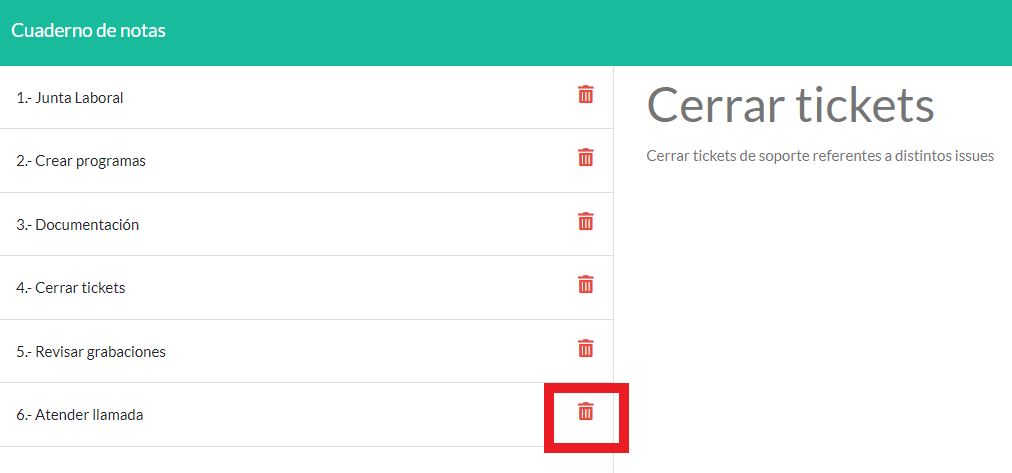 Cuaderno de notas
1.- Junta Laboral
2.- Crear programas
3.- Documentación
4.- Cerrar tickets
5.- Revisar grabaciones
6.- Atender llamada
Cerrar tickets
Cerrar tickets de soporte referentes a distintos issues